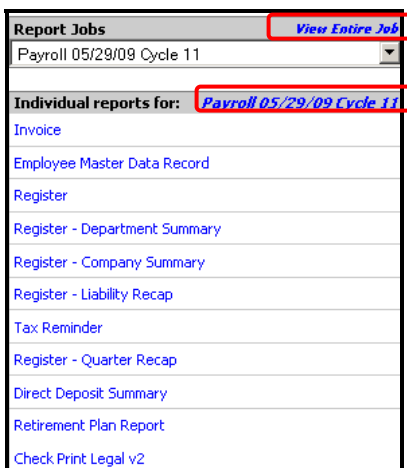 Report Jobs View Entire Job
Payroll 05/29/09 Cycle 11
Individual reports for: Payroll 05/29/09 Cycle 11
Invoice
Employee Master Data Record
Register
Register - Department Summary
Register - Company Summary
Register - Liability Recap
Tax Reminder
Register - Quarter Recap
Direct Deposit Summary
Retirement Plan Report
Check Print Legal v2